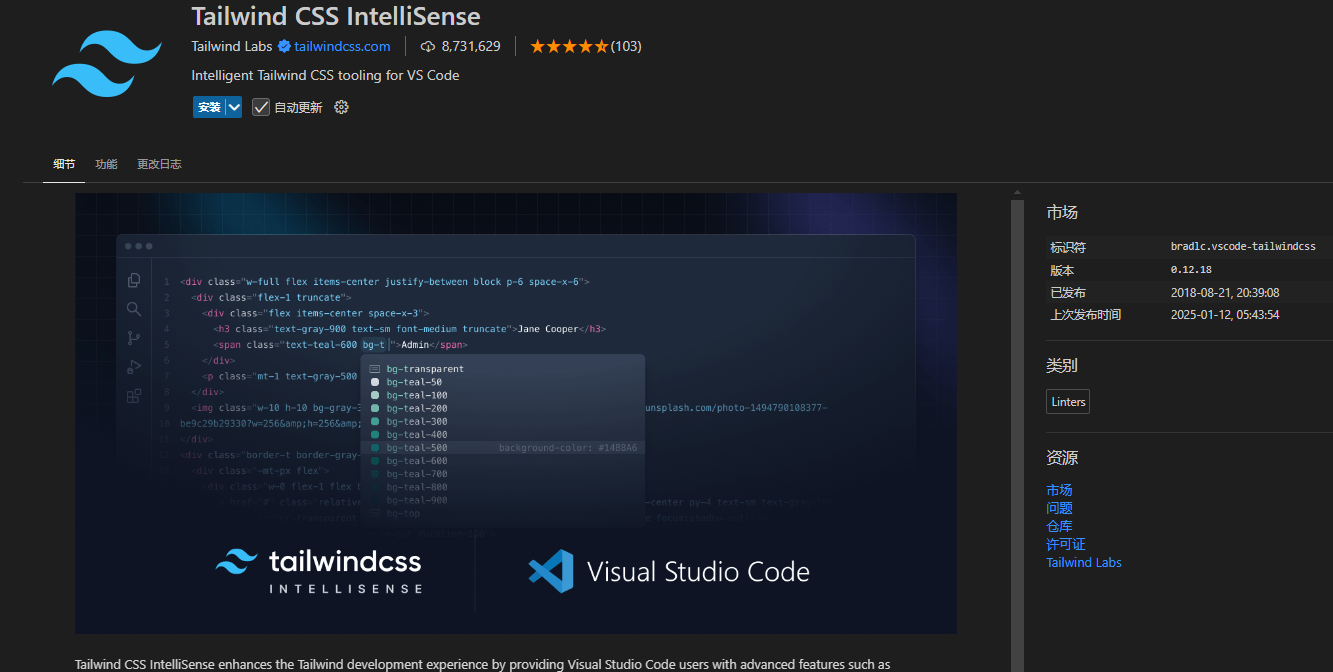 Tailwind CSS IntelliSense
Tailwind Labs tailwindcss.com 8,731,629 (103)
Intelligent Tailwind CSS tooling for VS Code
安装 自动更新
细节 功能 更改日志
1 <div class="w-full flex items-center justify-between block p-6 space-x-6">
2 <div class="flex-1 truncate">
3 <div class="flex items-center space-x-3">
4 <h3 class="text-gray-900 text-sm font-medium truncate">Jane Cooper</h3>
5 <span class="text-teal-600 bg-t">Admin</span>
6 </div>
7 <p class="mt-1 text-gray-500
8 </div>
9 <img class="w-10 h-10 bg-gray-3 unsplash.com/photo-1494790108377-
10 be9c29b29330?w=256&amp;h=256&amp;
</div>
<div class="border-t border-gray-
<div class="-mt-px flex">
<div class="w-0 flex-1 flex
class="relative -center py-4 text-sm text-
bg-transparent
bg-teal-50
bg-teal-100
bg-teal-200
bg-teal-300
bg-teal-400
bg-teal-500 background-color: #14B8A6
bg-teal-600
bg-teal-700
bg-teal-800
bg-teal-900
bg-top
tailwindcss
INTELLISENSE
Visual Studio Code
Tailwind CSS IntelliSense enhances the Tailwind development experience by providing Visual Studio Code users with advanced features such as
市场
标识符 bradlc.vscode-tailwindcss
版本 0.12.18
已发布 2018-08-21, 20:39:08
上次发布时间 2025-01-12, 05:43:54
类别
Linters
资源
市场
问题
仓库
许可证
Tailwind Labs